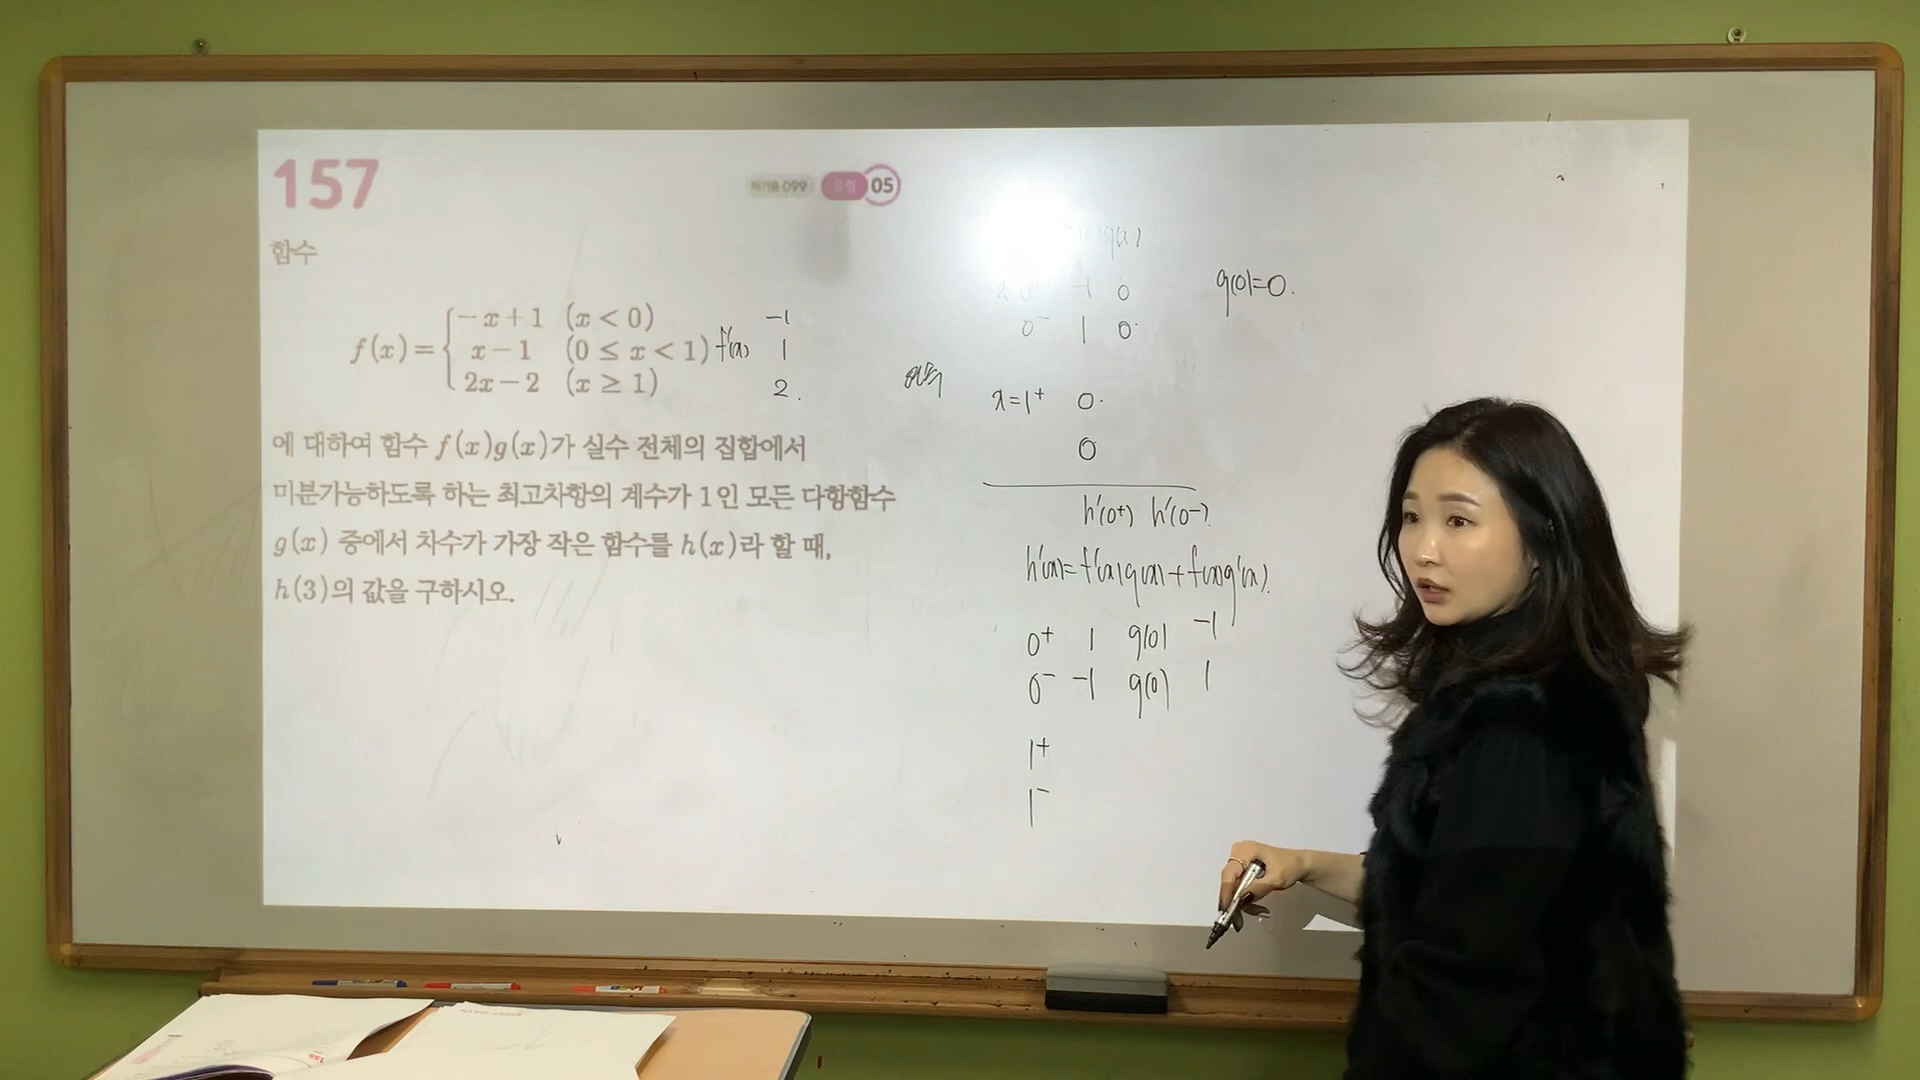 157
유형 05
함수
f(x)= -x+1 (x<0)
x-1 (0≤x<1) f'(x)
2x-2 (x≥1)
-1
1
2.
에 대하여 함수 f(x)g(x)가 실수 전체의 집합에서
미분가능하도록 하는 최고차항의 계수가 1인 모든 다항함수
g(x) 중에서 차수가 가장 작은 함수를 h(x)라 할 때,
h(3)의 값을 구하시오.
g(x)
-1 0
0⁻ 1 0
g(0)=0.
x=1⁺ 0
0
h'(0⁺) h'(0⁻)
h'(x)=f'(x)g(x)+f(x)g'(x).
0⁺ 1 g(0) -1
0⁻ -1 g(0) 1
1⁺
1⁻